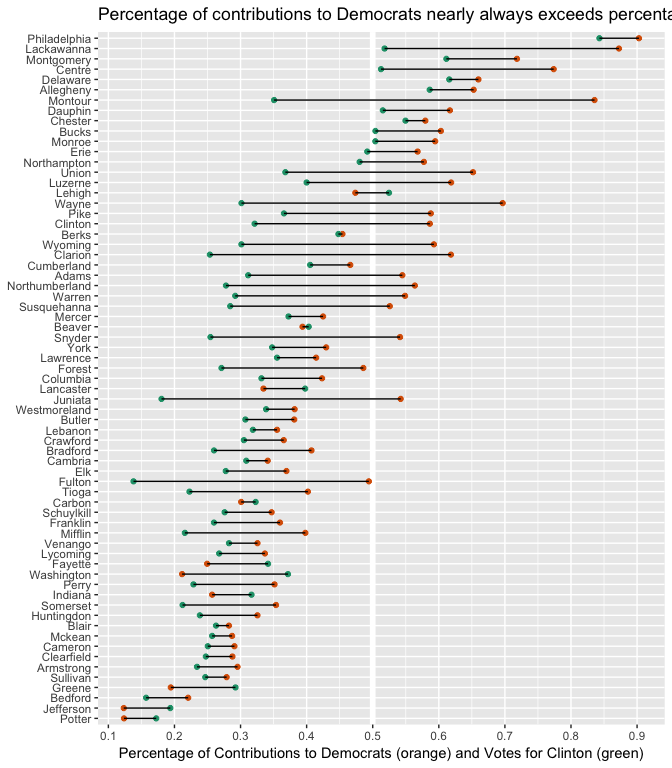 Percentage of contributions to Democrats nearly always exceeds percenta
Philadelphia
Lackawanna
Montgomery
Centre
Delaware
Allegheny
Montour
Dauphin
Chester
Bucks
Monroe
Erie
Northampton
Union
Luzerne
Lehigh
Wayne
Pike
Clinton
Berks
Wyoming
Clarion
Cumberland
Adams
Northumberland
Warren
Susquehanna
Mercer
Beaver
Snyder
York
Lawrence
Forest
Columbia
Lancaster
Juniata
Westmoreland
Butler
Lebanon
Crawford
Bradford
Cambria
Elk
Fulton
Tioga
Carbon
Schuylkill
Franklin
Mifflin
Venango
Lycoming
Fayette
Washington
Perry
Indiana
Somerset
Huntingdon
Blair
Mckean
Cameron
Clearfield
Armstrong
Sullivan
Greene
Bedford
Jefferson
Potter
0.1 0.2 0.3 0.4 0.5 0.6 0.7 0.8 0.9
Percentage of Contributions to Democrats (orange) and Votes for Clinton (green)